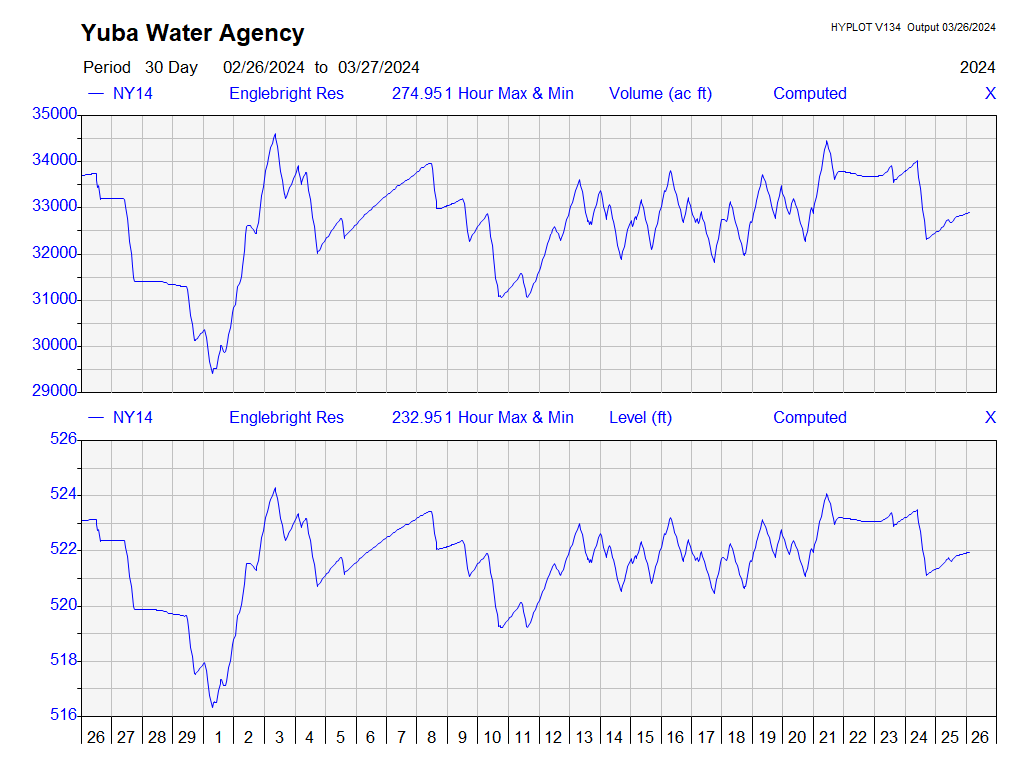 Yuba Water Agency
HYPLOT V134 Output 03/26/2024
Period 30 Day 02/26/2024 to 03/27/2024
2024
NY14 Englebright Res 274.951 Hour Max & Min Volume (ac ft) Computed X
35000
34000
33000
32000
31000
30000
29000
NY14 Englebright Res 232.951 Hour Max & Min Level (ft) Computed X
526
524
522
520
518
516
26 27 28 29 1 2 3 4 5 6 7 8 9 10 11 12 13 14 15 16 17 18 19 20 21 22 23 24 25 26